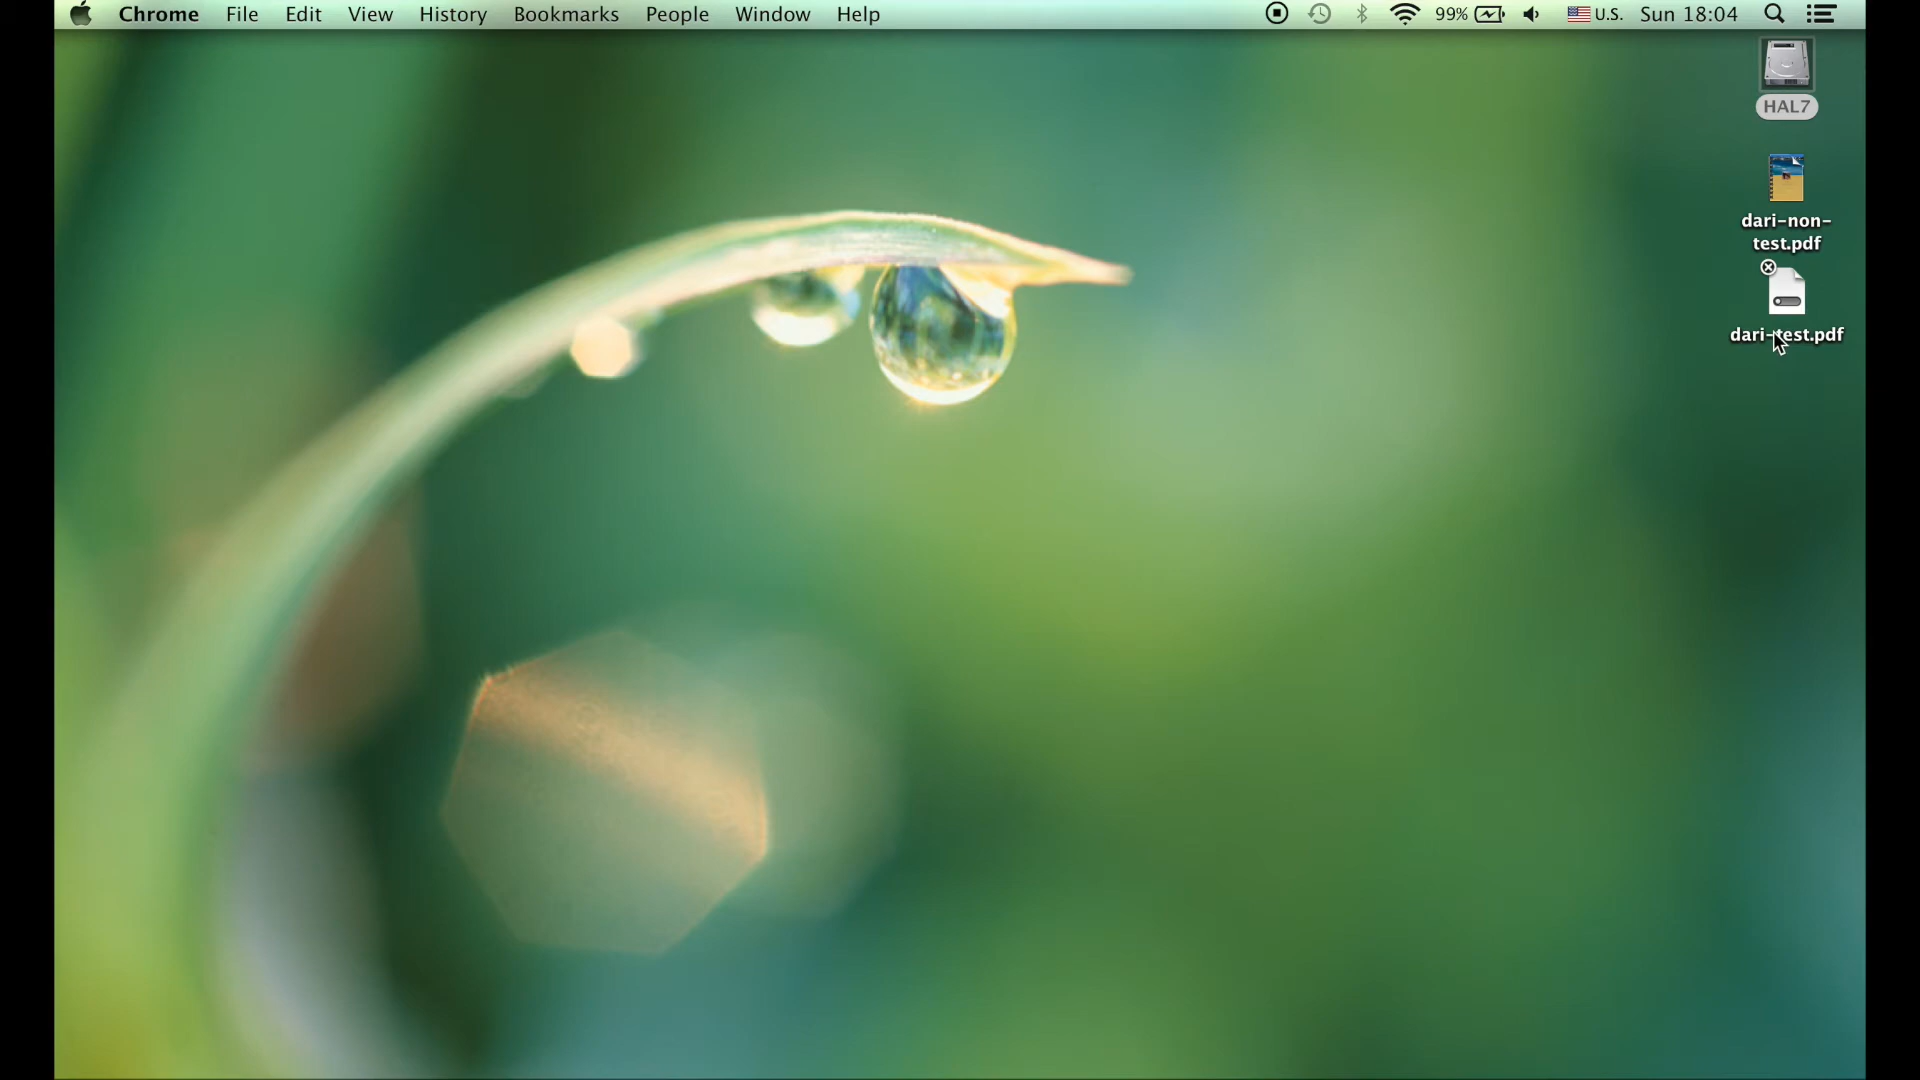 Chrome File Edit View History Bookmarks People Window Help 99% U.S. Sun 18:04
HAL7
dari-non-
test.pdf
dari-test.pdf